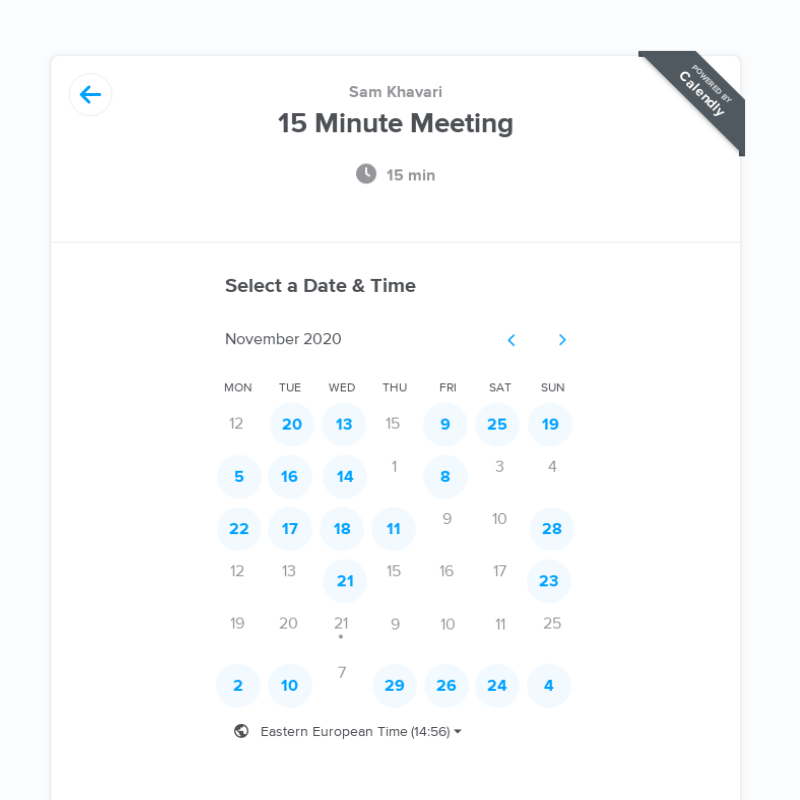 POWERED BY
Calendly
Sam Khavari
15 Minute Meeting
15 min
Select a Date & Time
November 2020
MON TUE WED THU FRI SAT SUN
12 20 13 15 9 25 19
5 16 14 1 8 3 4
22 17 18 11 9 10 28
12 13 21 15 16 17 23
19 20 21 9 10 11 25
2 10 7 29 26 24 4
Eastern European Time (14:56)